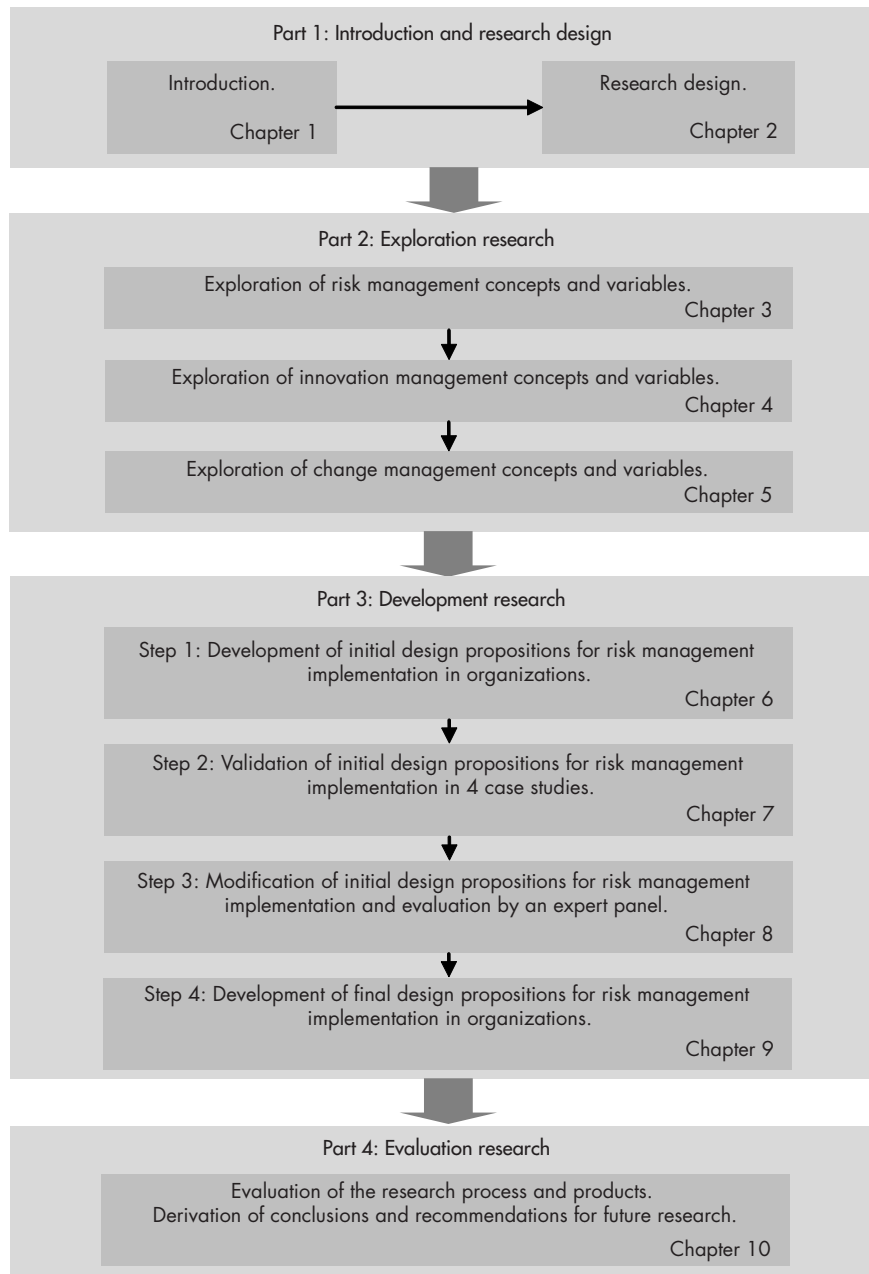 Part 1: Introduction and research design
Introduction.
Chapter 1
Research design.
Chapter 2
Part 2: Exploration research
Exploration of risk management concepts and variables.
Chapter 3
Exploration of innovation management concepts and variables.
Chapter 4
Exploration of change management concepts and variables.
Chapter 5
Part 3: Development research
Step 1: Development of initial design propositions for risk management
implementation in organizations.
Chapter 6
Step 2: Validation of initial design propositions for risk management
implementation in 4 case studies.
Chapter 7
Step 3: Modification of initial design propositions for risk management
implementation and evaluation by an expert panel.
Chapter 8
Step 4: Development of final design propositions for risk management
implementation in organizations.
Chapter 9
Part 4: Evaluation research
Evaluation of the research process and products.
Derivation of conclusions and recommendations for future research.
Chapter 10